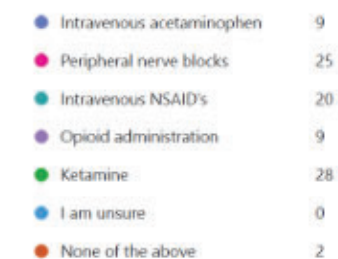 Intravenous acetaminophen 9
Peripheral nerve blocks 25
Intravenous NSAID's 20
Opioid administration 9
Ketamine 28
I am unsure 0
None of the above 2